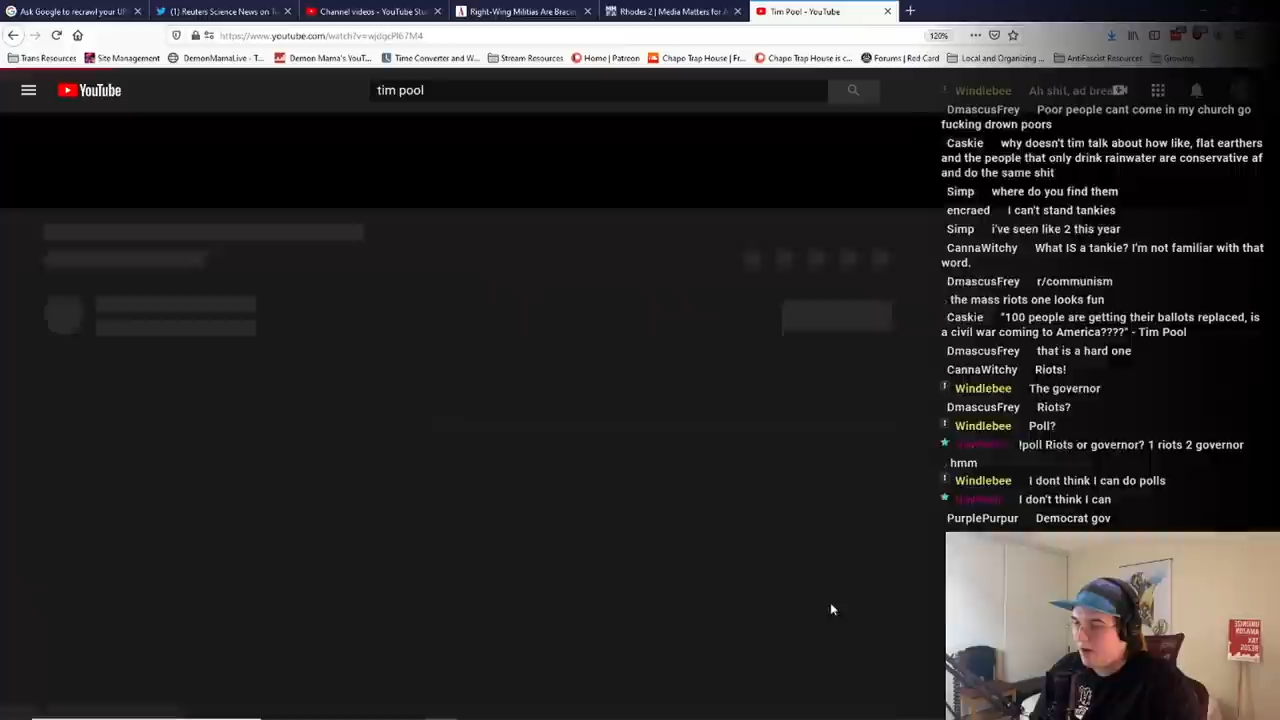 Ask Google to recrawl your UR
(1) Reuters Science News on Tw
Channel videos - YouTube Stu
Right-Wing Militias Are Bracing
Rhodes 2 | Media Matters for A
Tim Pool - YouTube
https://www.youtube.com/watch?v=wjdgcPl67M4
120%
Trans Resources
Site Management
DemonMamaLive - T...
Demon Mama's YouT...
Time Converter and W...
Stream Resources
Home | Patreon
Chapo Trap House | Fr...
Chapo Trap House is c...
Forums | Red Card
Local and Organizing ...
AntiFascist Resources
Growing
YouTube
tim pool
Windlebee Ah shit, ad brea
DmascusFrey Poor people cant come in my church go
fucking drown poors
Caskie why doesn't tim talk about how like, flat earthers
and the people that only drink rainwater are conservative af
and do the same shit
Simp where do you find them
encraed i can't stand tankies
Simp i've seen like 2 this year
CannaWitchy What IS a tankie? I'm not familiar with that
word.
DmascusFrey r/communism
the mass riots one looks fun
Caskie "100 people are getting their ballots replaced, is
a civil war coming to America????" - Tim Pool
DmascusFrey that is a hard one
CannaWitchy Riots!
Windlebee The governor
DmascusFrey Riots?
Windlebee Poll?
!poll Riots or governor? 1 riots 2 governor
hmm
Windlebee I dont think I can do polls
I don't think I can
PurplePurpur Democrat gov
UNIONIZE
AMAZON
TAX
BEZOS